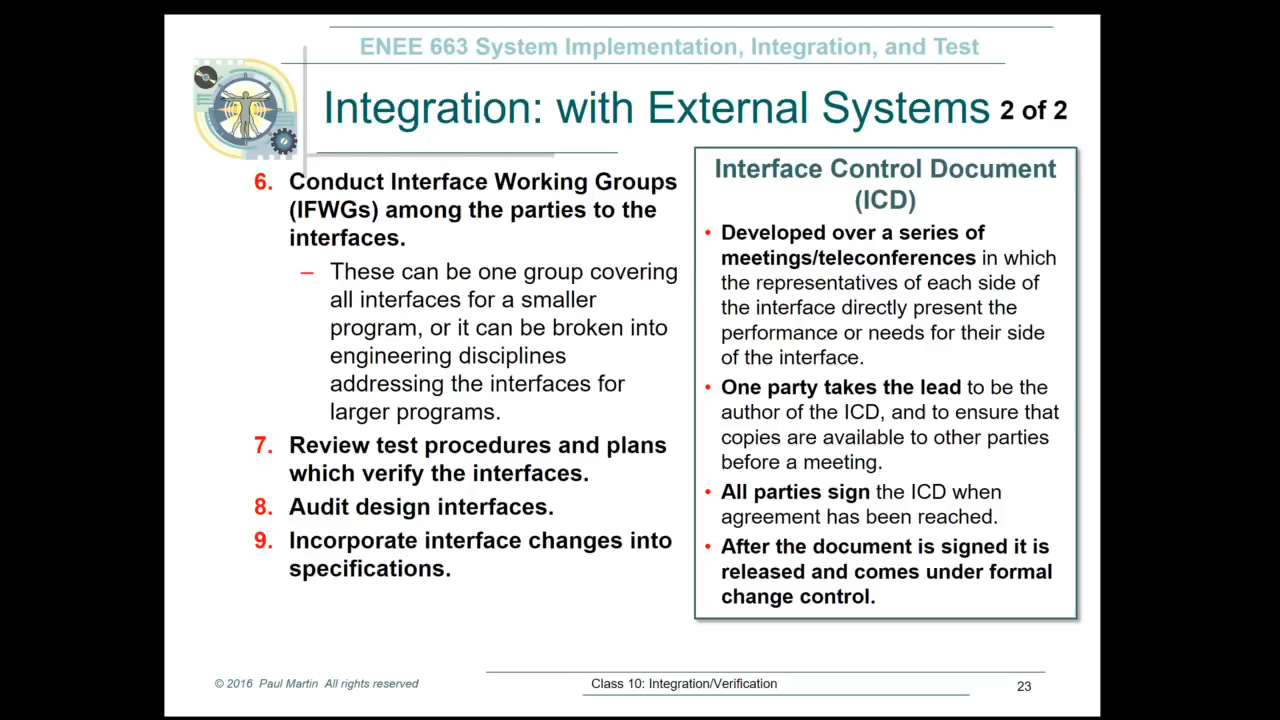 ENEE 663 System Implementation, Integration, and Test
Integration: with External Systems 2 of 2
6. Conduct Interface Working Groups
(IFWGs) among the parties to the
interfaces.
– These can be one group covering
all interfaces for a smaller
program, or it can be broken into
engineering disciplines
addressing the interfaces for
larger programs.
7. Review test procedures and plans
which verify the interfaces.
8. Audit design interfaces.
9. Incorporate interface changes into
specifications.
Interface Control Document
(ICD)
• Developed over a series of
meetings/teleconferences in which
the representatives of each side of
the interface directly present the
performance or needs for their side
of the interface.
• One party takes the lead to be the
author of the ICD, and to ensure that
copies are available to other parties
before a meeting.
• All parties sign the ICD when
agreement has been reached.
• After the document is signed it is
released and comes under formal
change control.
© 2016 Paul Martin All rights reserved
Class 10: Integration/Verification
23